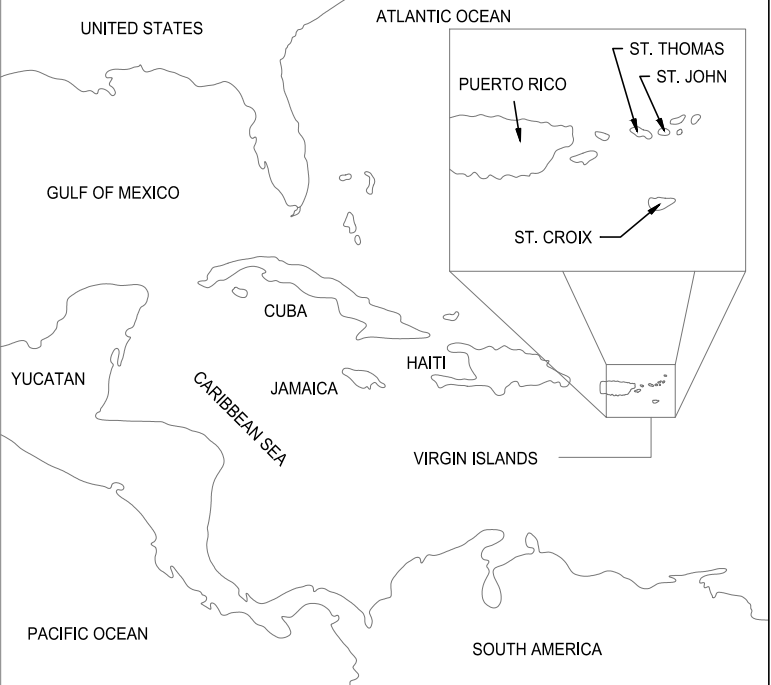 ATLANTIC OCEAN
UNITED STATES
ST. THOMAS
ST. JOHN
PUERTO RICO
GULF OF MEXICO
ST. CROIX
CUBA
HAITI
YUCATAN
JAMAICA
CARIBBEAN SEA
VIRGIN ISLANDS
PACIFIC OCEAN
SOUTH AMERICA